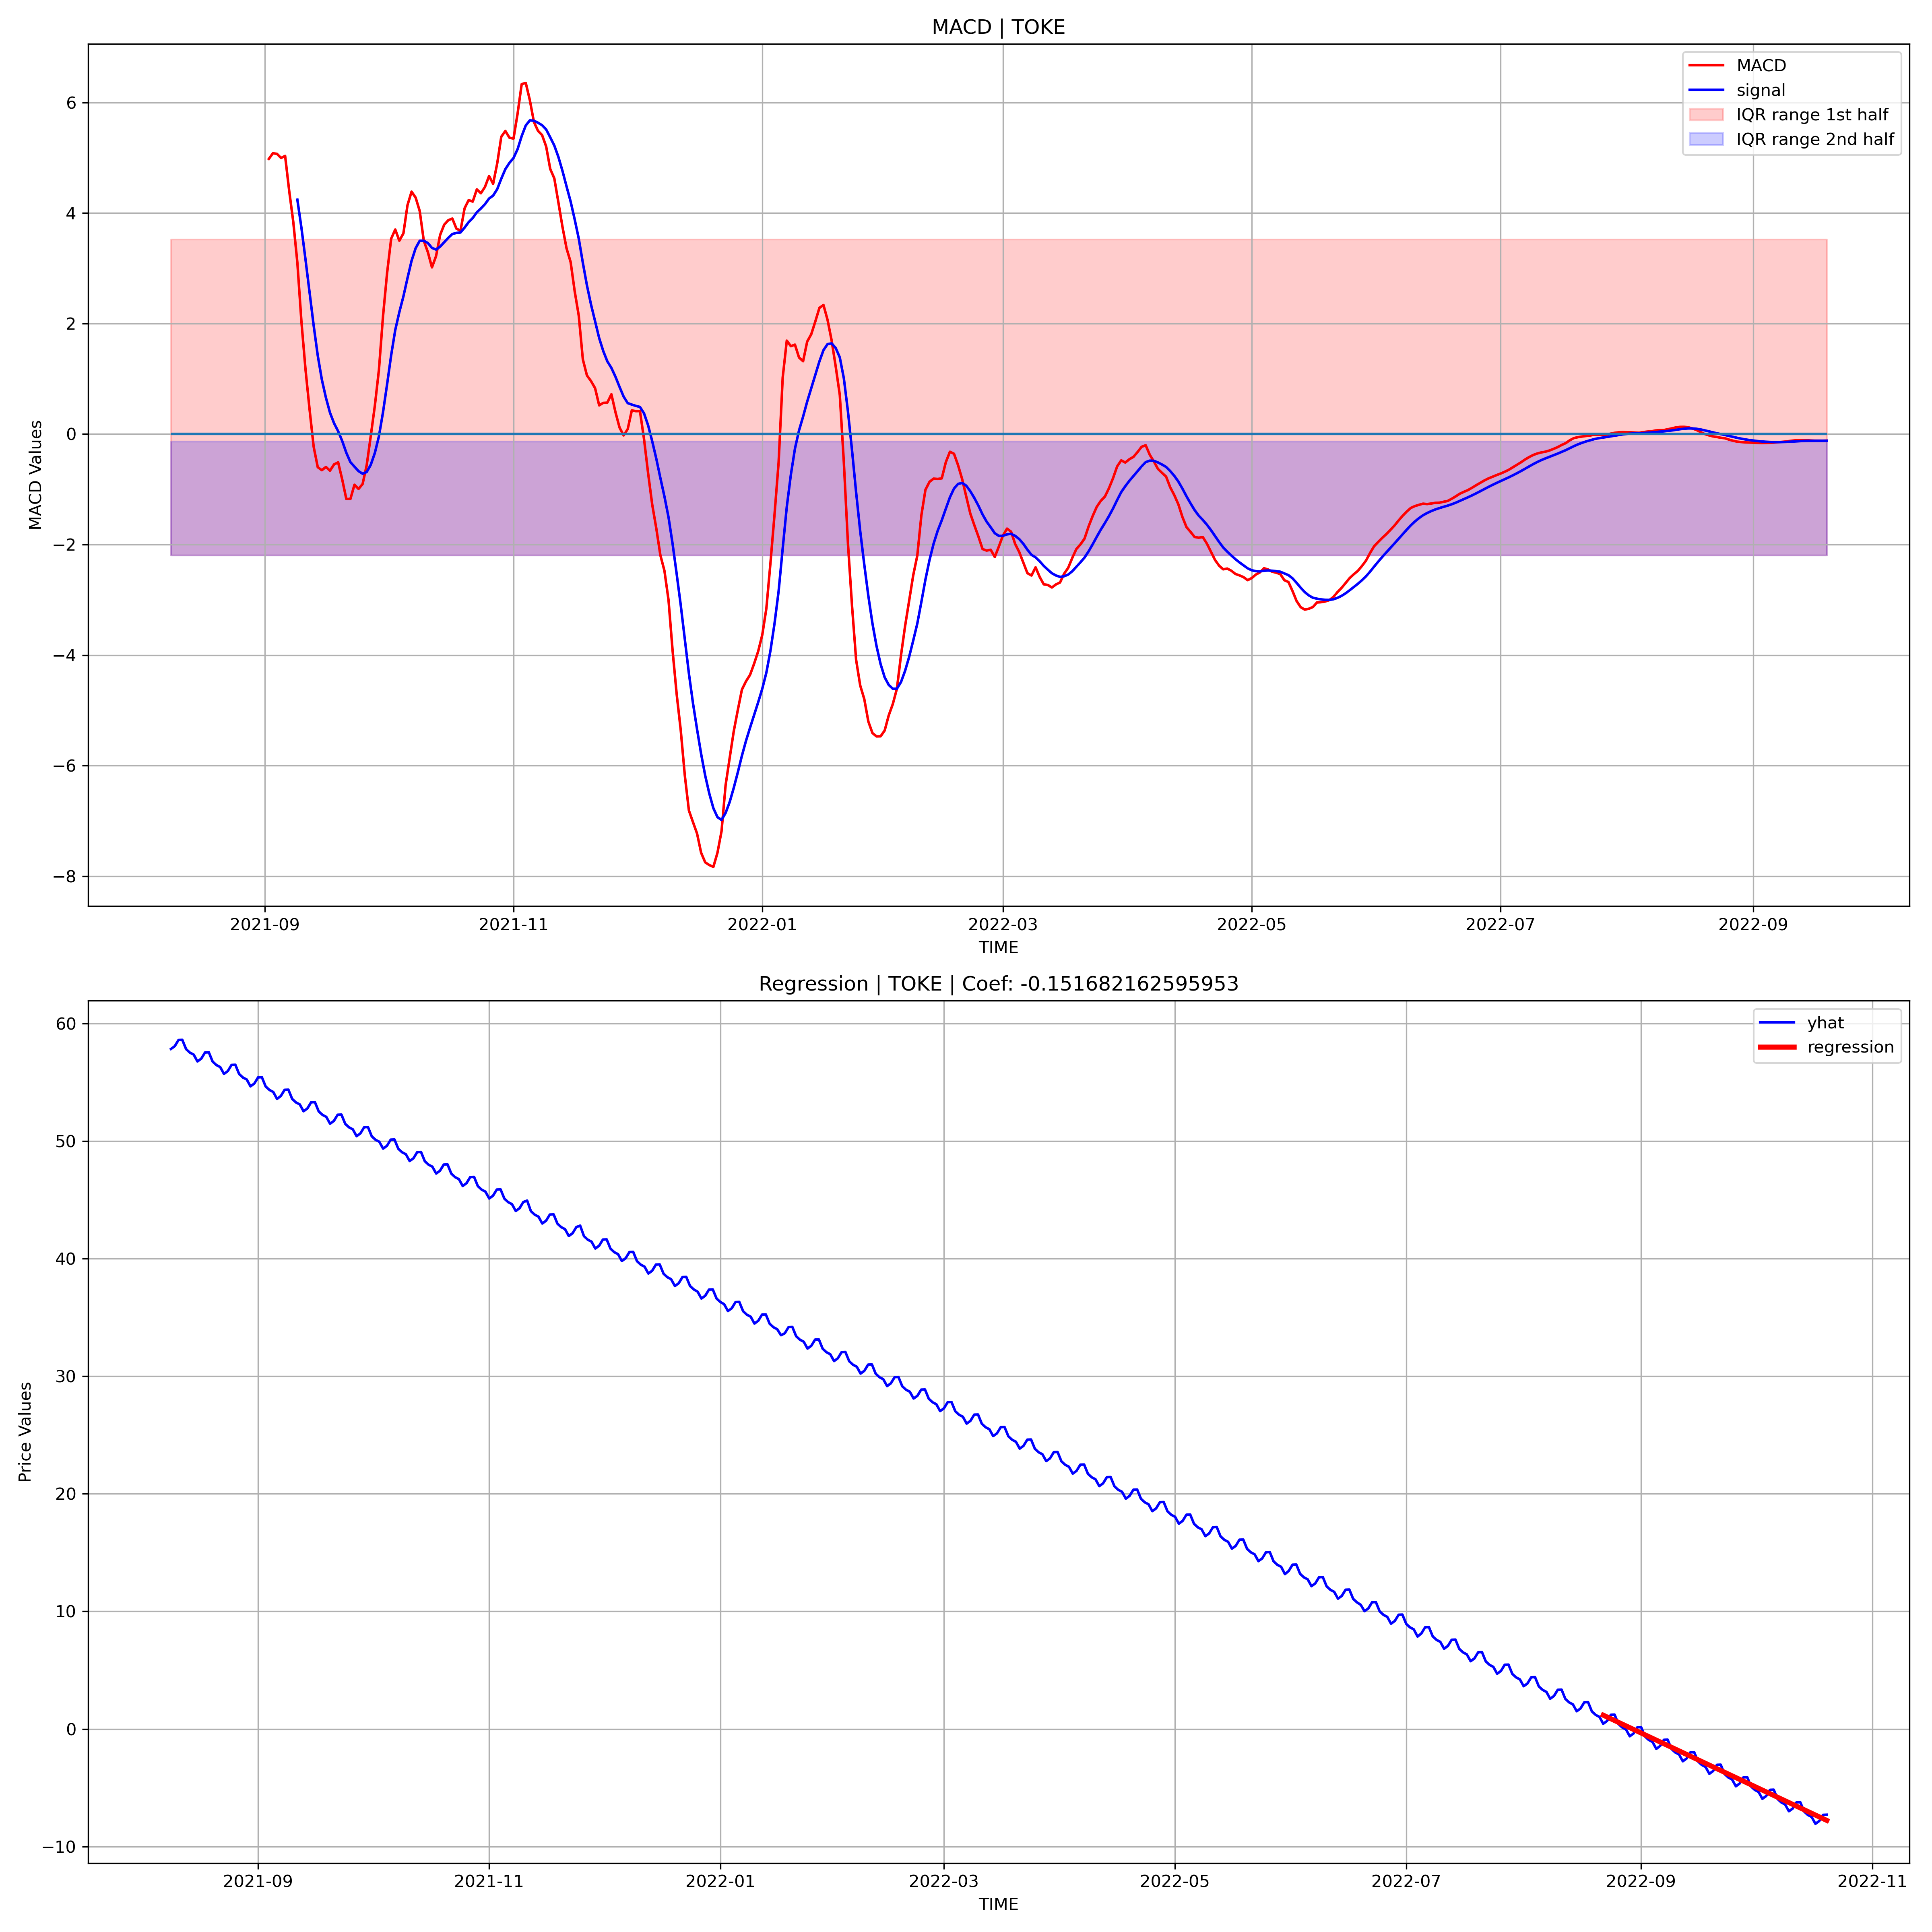 MACD | TOKE
MACD
signal
IQR range 1st half
IQR range 2nd half
MACD Values
6
4
2
0
−2
−4
−6
−8
2021-09
2021-11
2022-01
2022-03
2022-05
2022-07
2022-09
TIME
Regression | TOKE | Coef: -0.151682162595953
yhat
regression
Price Values
60
50
40
30
20
10
0
−10
2021-09
2021-11
2022-01
2022-03
2022-05
2022-07
2022-09
2022-11
TIME